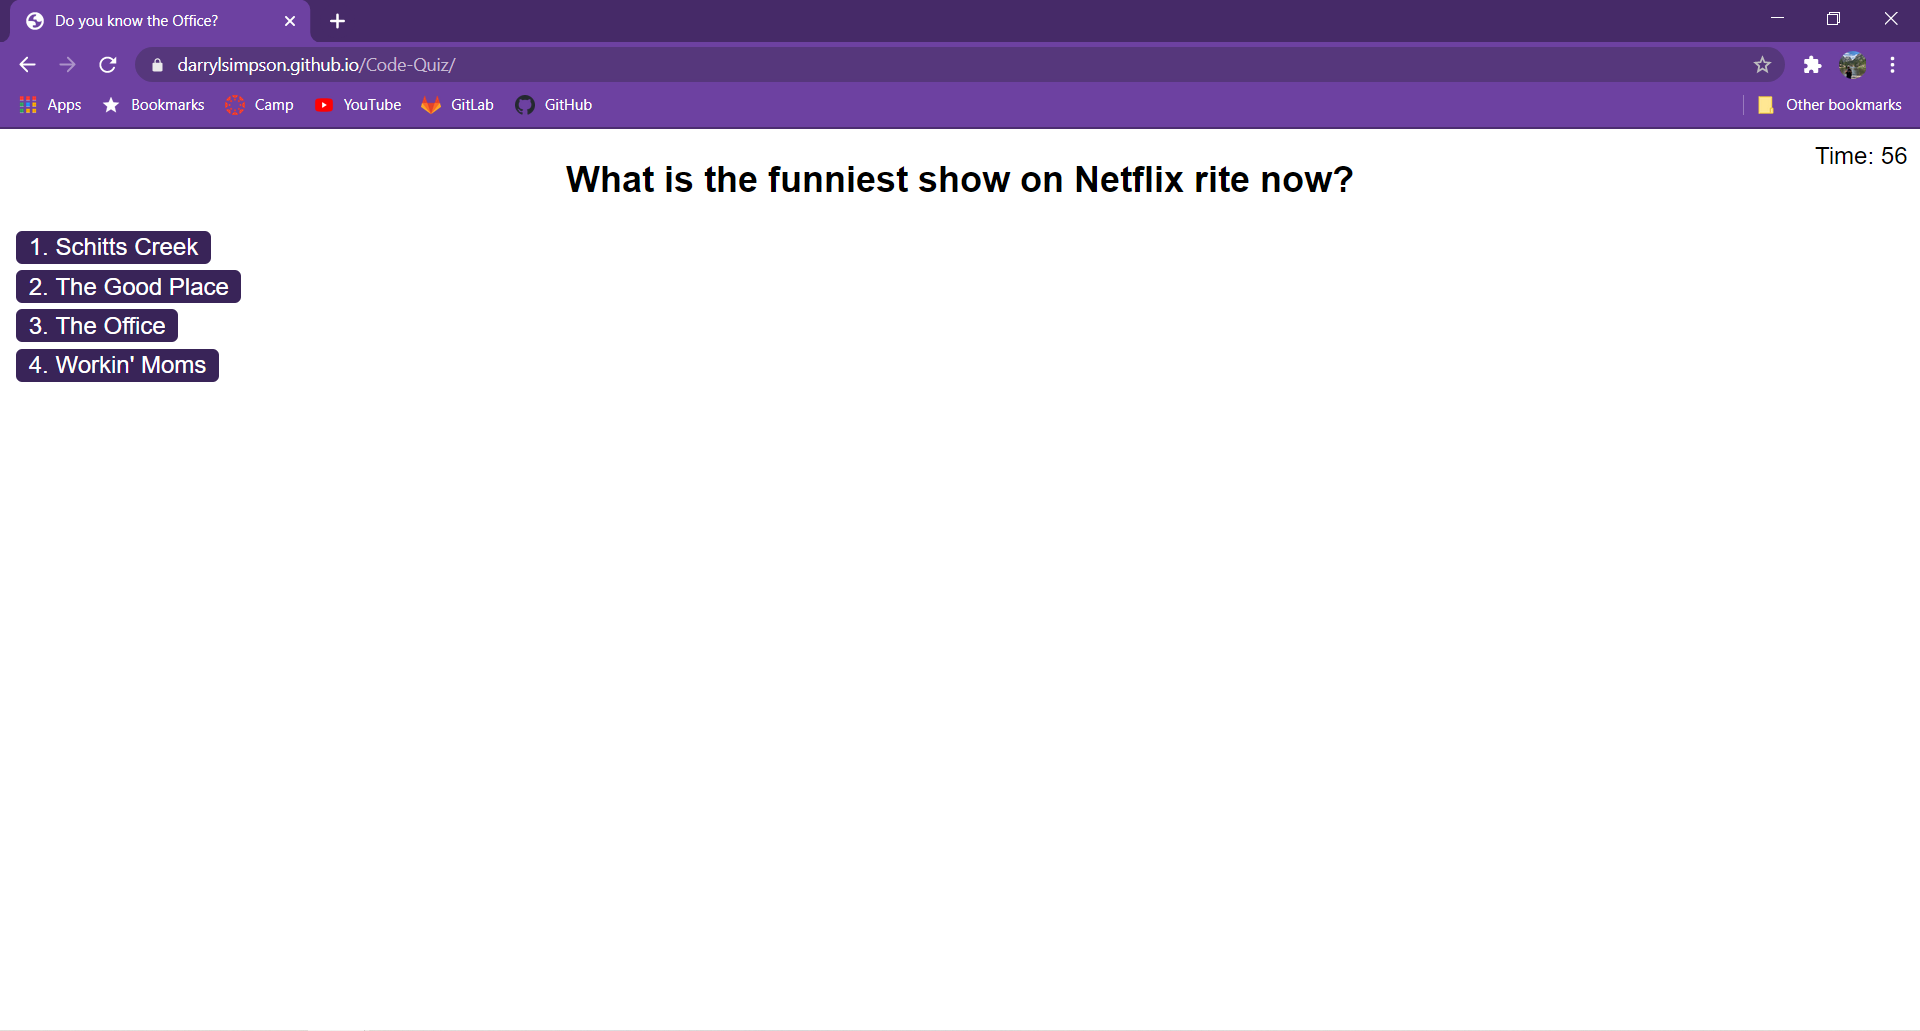 Do you know the Office?
darrylsimpson.github.io/Code-Quiz/
Apps Bookmarks Camp YouTube GitLab GitHub Other bookmarks
Time: 56
What is the funniest show on Netflix rite now?
1. Schitts Creek
2. The Good Place
3. The Office
4. Workin' Moms